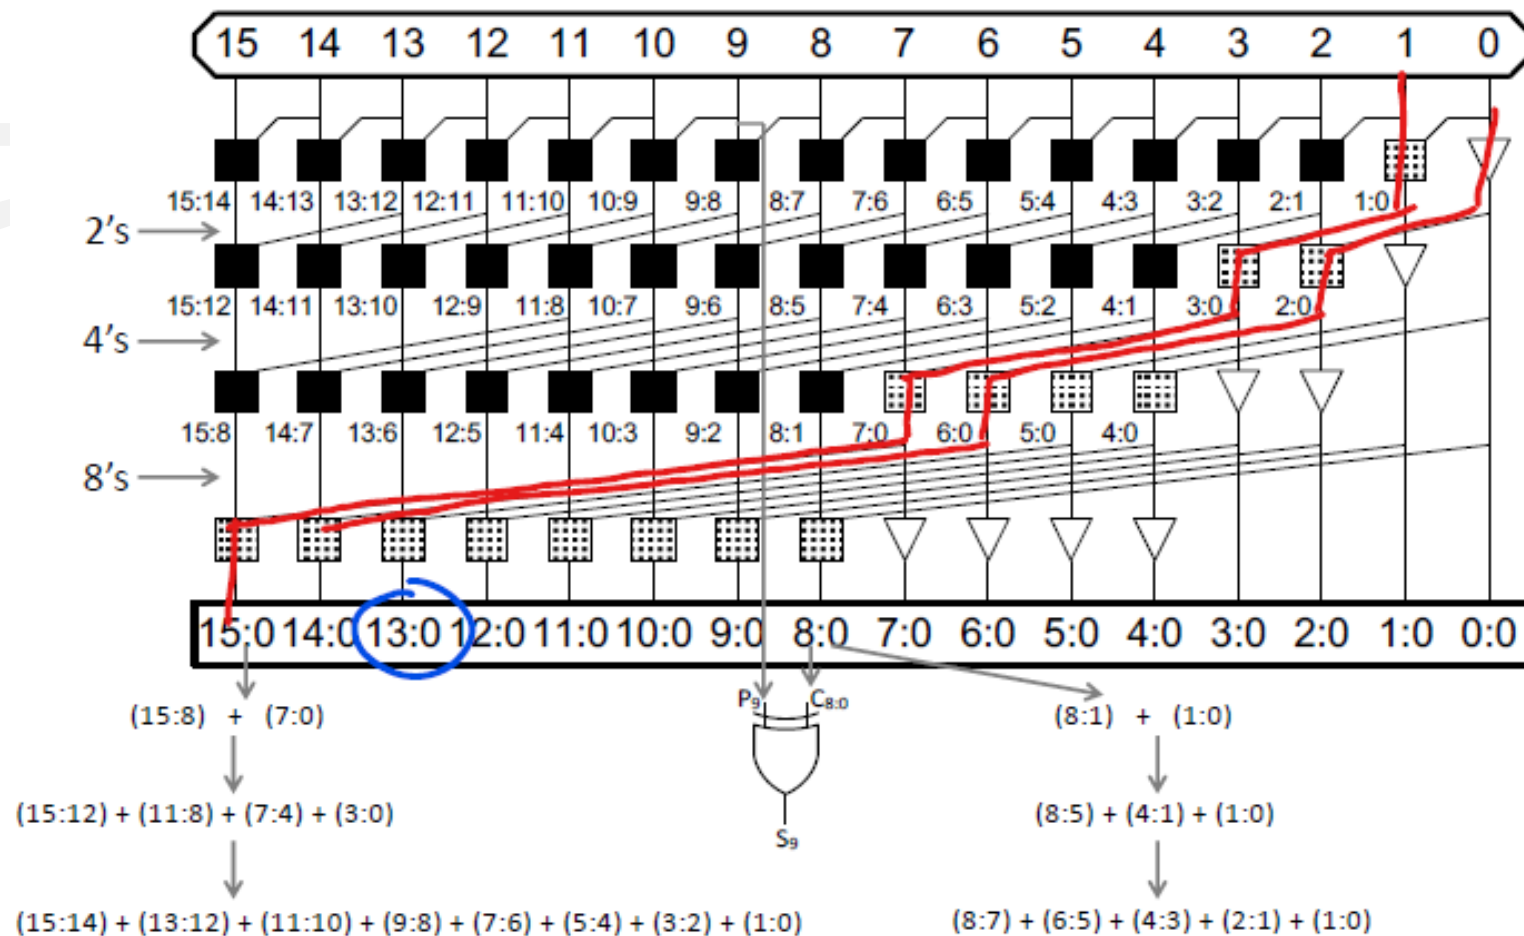 15 14 13 12 11 10 9 8 7 6 5 4 3 2 1 0
15:14 14:13 13:12 12:11 11:10 10:9 9:8 8:7 7:6 6:5 5:4 4:3 3:2 2:1 1:0
2's
15:12 14:11 13:10 12:9 11:8 10:7 9:6 8:5 7:4 6:3 5:2 4:1 3:0 2:0
4's
15:8 14:7 13:6 12:5 11:4 10:3 9:2 8:1 7:0 6:0 5:0 4:0
8's
15:0 14:0 13:0 12:0 11:0 10:0 9:0 8:0 7:0 6:0 5:0 4:0 3:0 2:0 1:0 0:0
P9 C8:0
(15:8) + (7:0)
(8:1) + (1:0)
(15:12) + (11:8) + (7:4) + (3:0)
(8:5) + (4:1) + (1:0)
S9
(15:14) + (13:12) + (11:10) + (9:8) + (7:6) + (5:4) + (3:2) + (1:0)
(8:7) + (6:5) + (4:3) + (2:1) + (1:0)